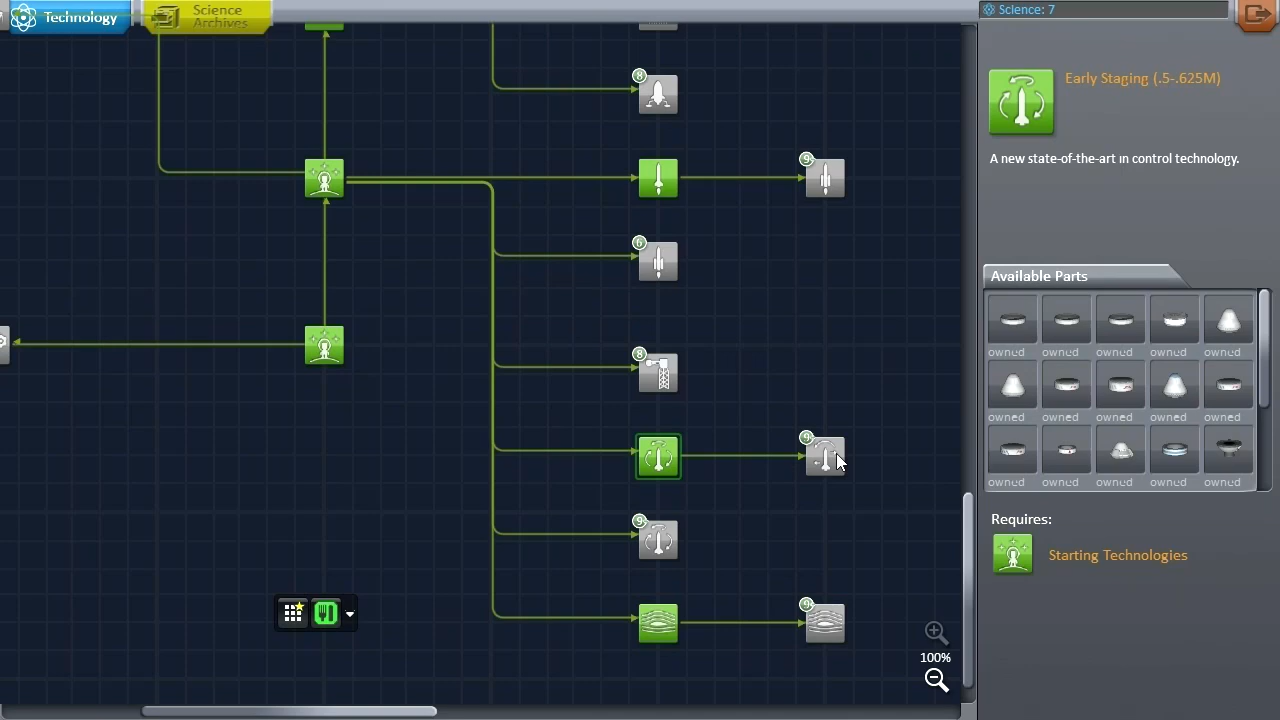 Technology
Science
Archives
Science: 7
Early Staging (.5-.625M)
A new state-of-the-art in control technology.
Available Parts
owned owned owned owned owned
owned owned owned owned owned
owned owned owned owned owned
Requires:
Starting Technologies
8
9
6
8
9
9
9
100%